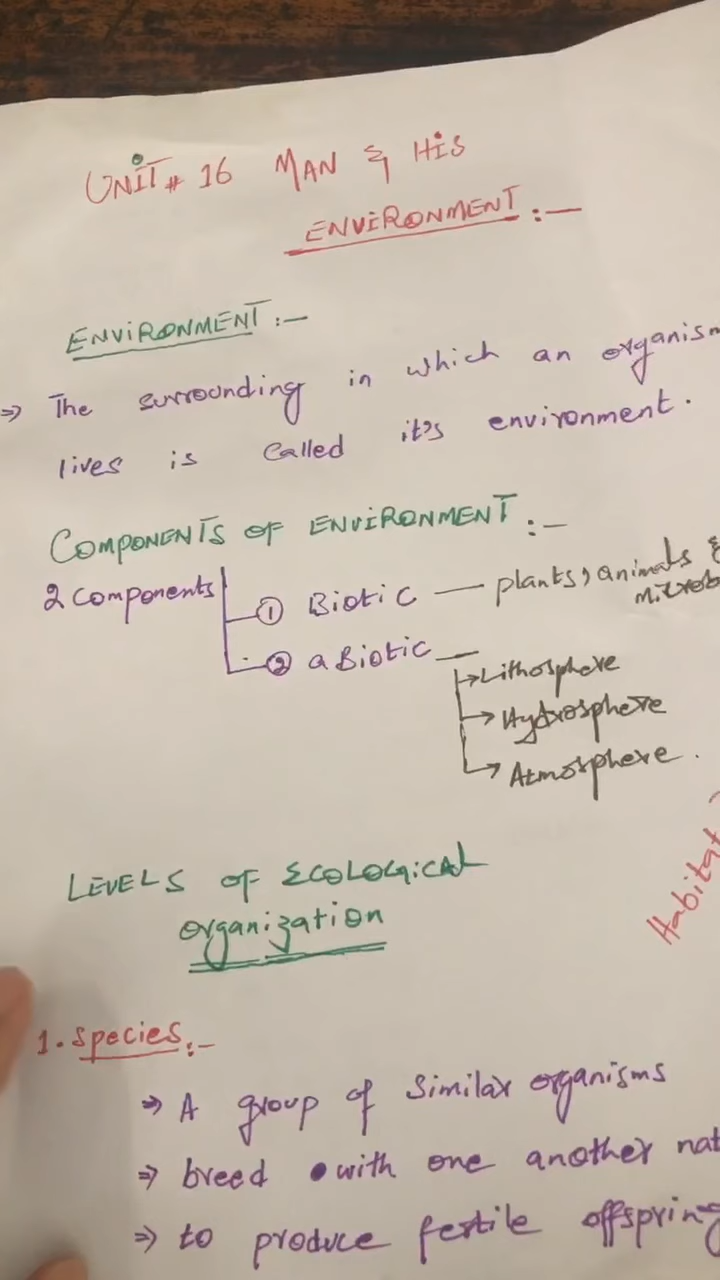 UNIT # 16 MAN & HIS
ENVIRONMENT :-
ENVIRONMENT :-
⇒ The surrounding in which an organism
lives is called it's environment.
COMPONENTS OF ENVIRONMENT :-
2 Components
① Biotic — plants, animals &
② aBiotic —
→ Lithosphere
→ Hydrosphere
→ Atmosphere.
Habitat
LEVELS OF ECOLOGICAL
organization
1. Species :-
⇒ A group of similar organisms
⇒ breed with one another
⇒ to produce fertile offspring